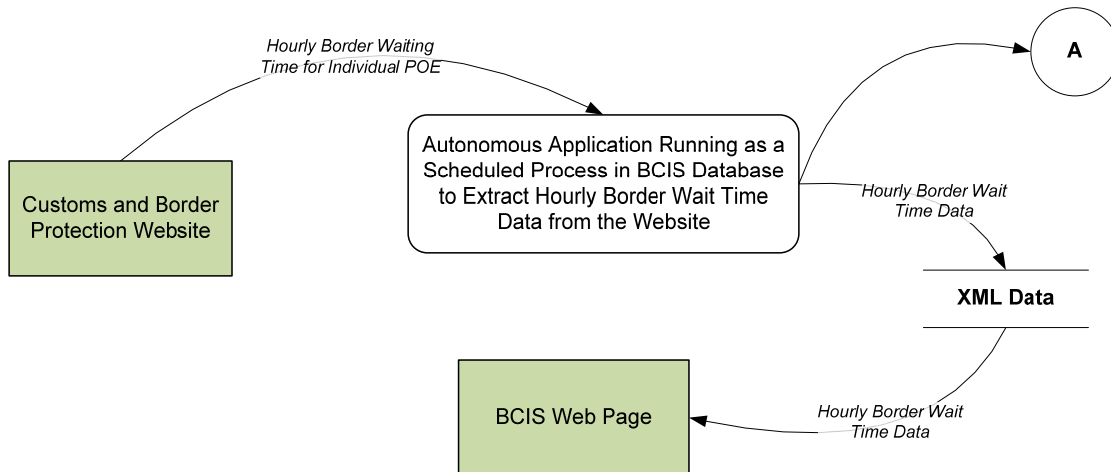 Hourly Border Waiting
Time for Individual POE
A
Autonomous Application Running as a
Scheduled Process in BCIS Database
to Extract Hourly Border Wait Time
Data from the Website
Customs and Border
Protection Website
Hourly Border Wait
Time Data
XML Data
BCIS Web Page
Hourly Border Wait
Time Data